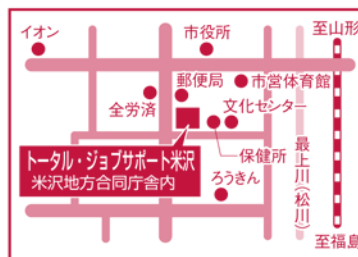 イオン
市役所
至山形
郵便局
市営体育館
全労済
文化センター
トータル・ジョブサポート米沢
米沢地方合同庁舎内
保健所
ろうきん
最上川(松川)
至福島